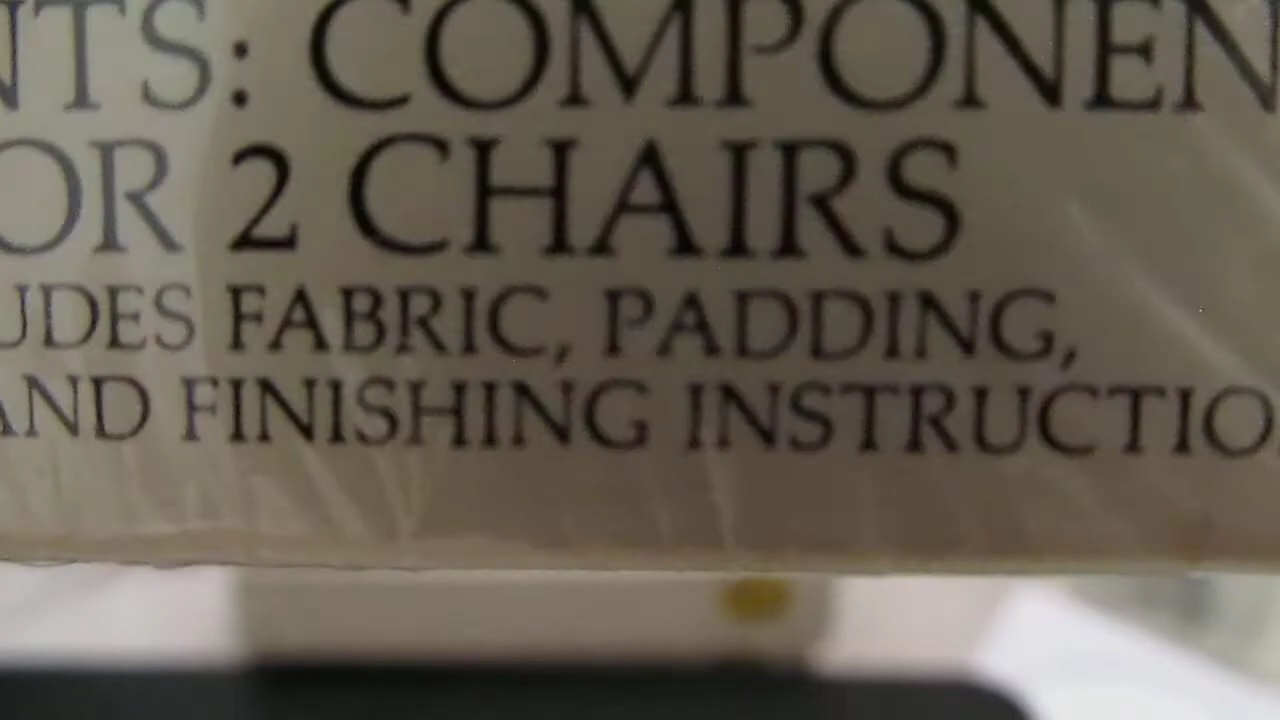 NTS: COMPONEN
OR 2 CHAIRS
UDES FABRIC, PADDING,
AND FINISHING INSTRUCTIO